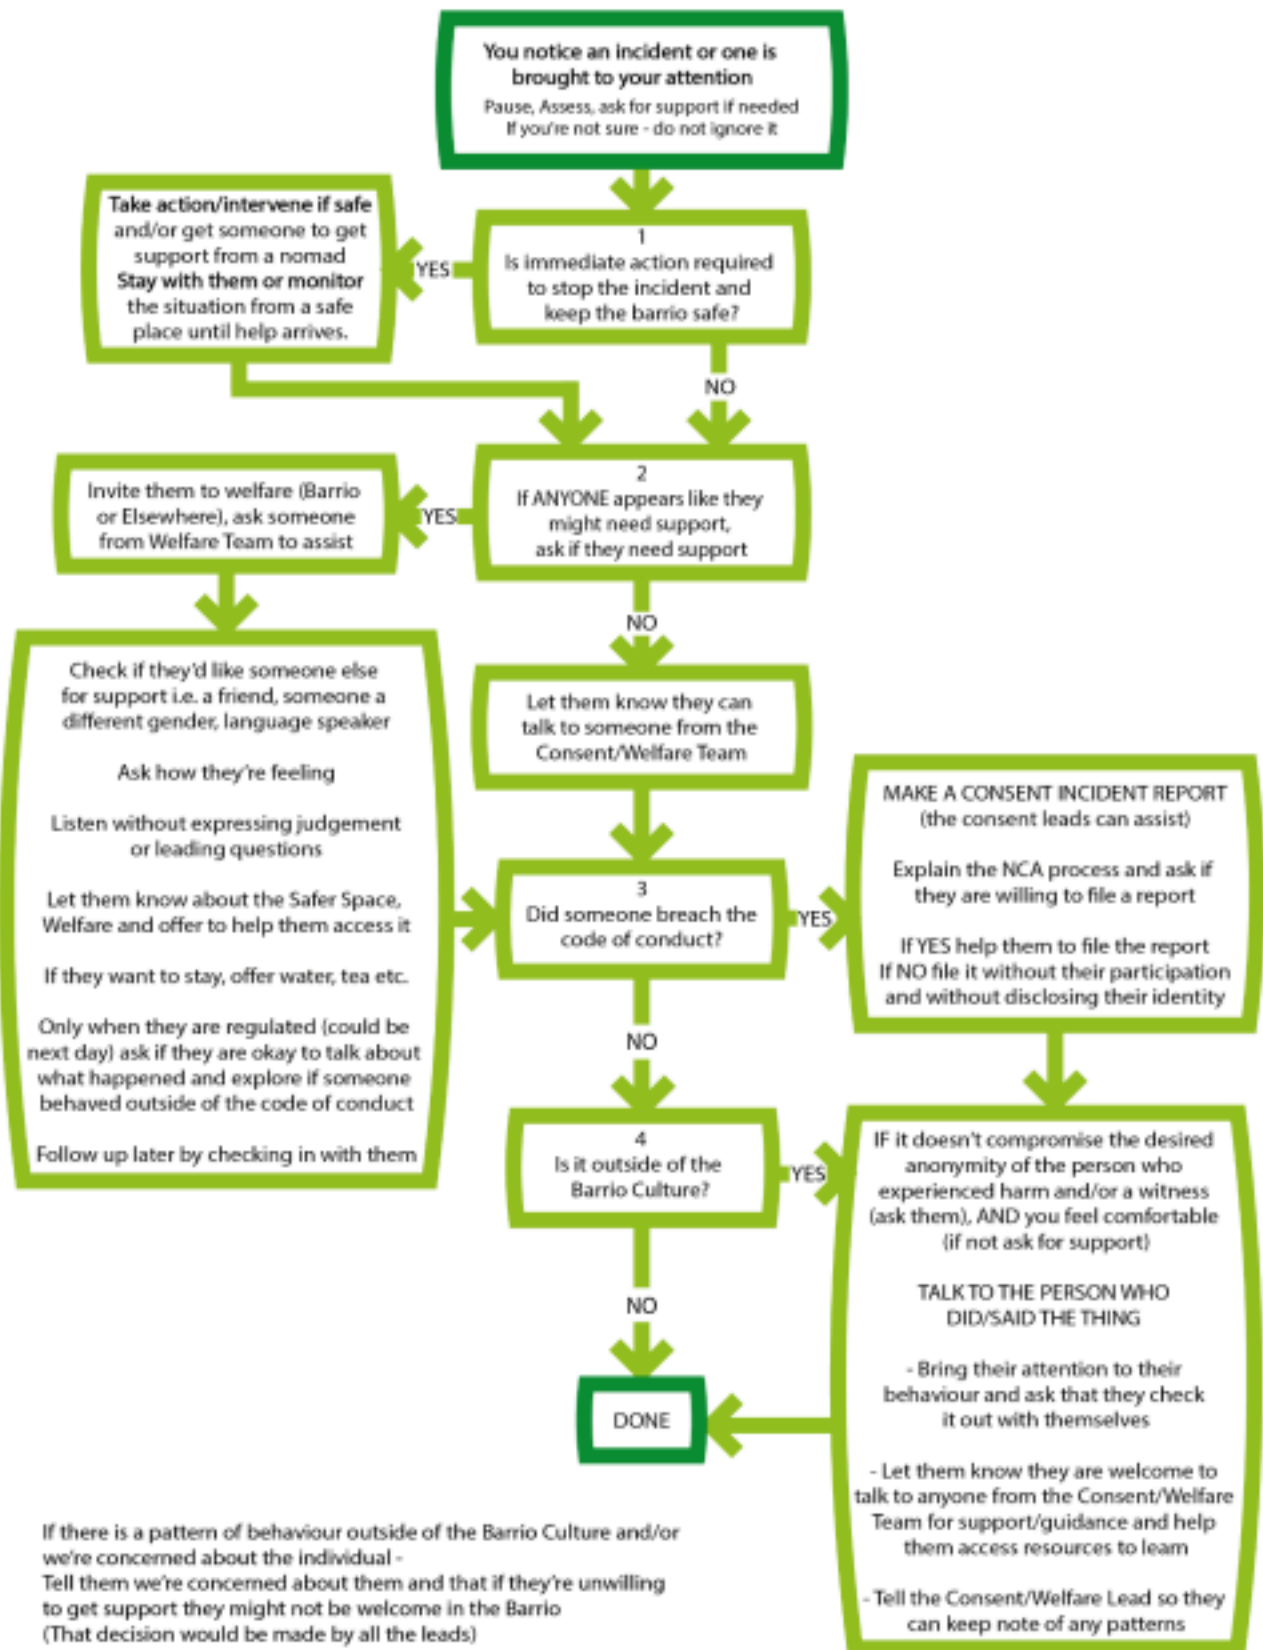 You notice an incident or one is
brought to your attention
Pause, Assess, ask for support if needed
If you're not sure - do not ignore it
1
Is immediate action required
to stop the incident and
keep the barrio safe?
YES
Take action/intervene if safe
and/or get someone to get
support from a nomad
Stay with them or monitor
the situation from a safe
place until help arrives.
NO
2
If ANYONE appears like they
might need support,
ask if they need support
YES
Invite them to welfare (Barrio
or Elsewhere), ask someone
from Welfare Team to assist
Check if they'd like someone else
for support i.e. a friend, someone a
different gender, language speaker
Ask how they're feeling
Listen without expressing judgement
or leading questions
Let them know about the Safer Space,
Welfare and offer to help them access it
If they want to stay, offer water, tea etc.
Only when they are regulated (could be
next day) ask if they are okay to talk about
what happened and explore if someone
behaved outside of the code of conduct
Follow up later by checking in with them
NO
Let them know they can
talk to someone from the
Consent/Welfare Team
3
Did someone breach the
code of conduct?
YES
MAKE A CONSENT INCIDENT REPORT
(the consent leads can assist)
Explain the NCA process and ask if
they are willing to file a report
If YES help them to file the report
If NO file it without their participation
and without disclosing their identity
NO
4
Is it outside of the
Barrio Culture?
YES
IF it doesn't compromise the desired
anonymity of the person who
experienced harm and/or a witness
(ask them), AND you feel comfortable
(if not ask for support)
TALK TO THE PERSON WHO
DID/SAID THE THING
- Bring their attention to their
behaviour and ask that they check
it out with themselves
- Let them know they are welcome to
talk to anyone from the Consent/Welfare
Team for support/guidance and help
them access resources to learn
- Tell the Consent/Welfare Lead so they
can keep note of any patterns
NO
DONE
If there is a pattern of behaviour outside of the Barrio Culture and/or
we're concerned about the individual -
Tell them we're concerned about them and that if they're unwilling
to get support they might not be welcome in the Barrio
(That decision would be made by all the leads)